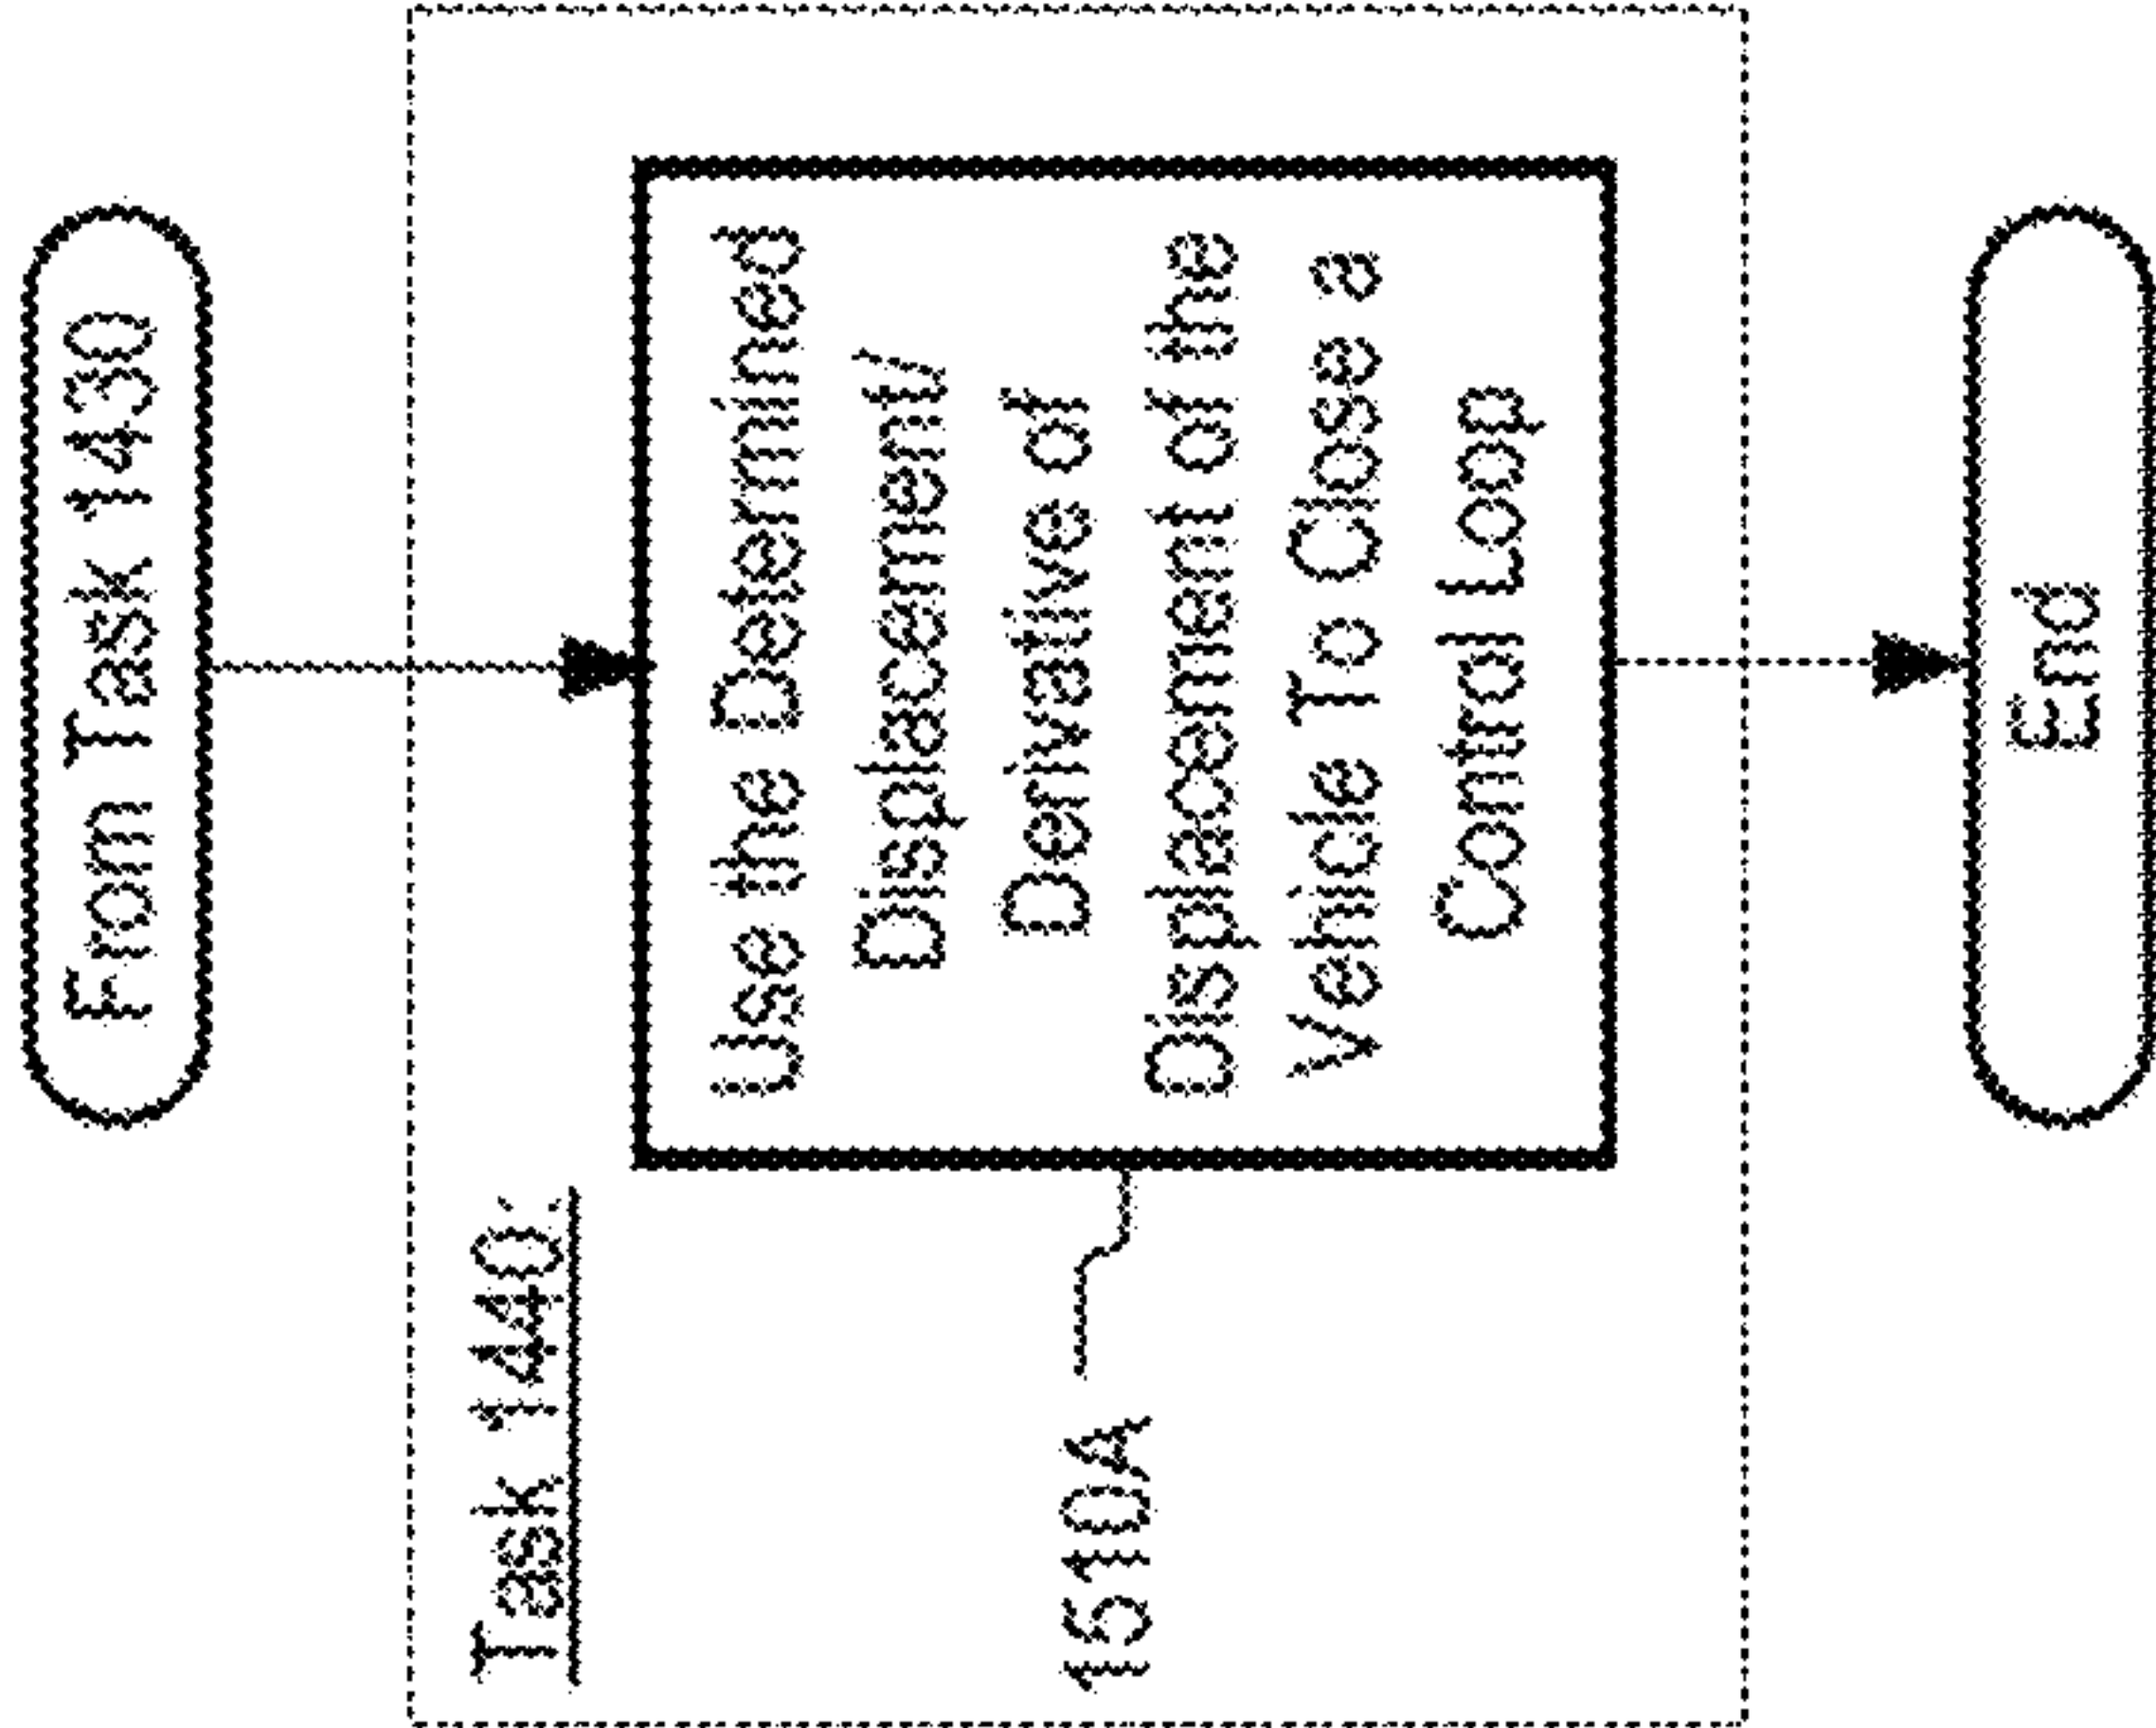 From Task 1430
Task 1440:
Use the Determined
Displacement/
Derivative of
Displacement of the
Vehicle To Close a
Control Loop
1510A
End